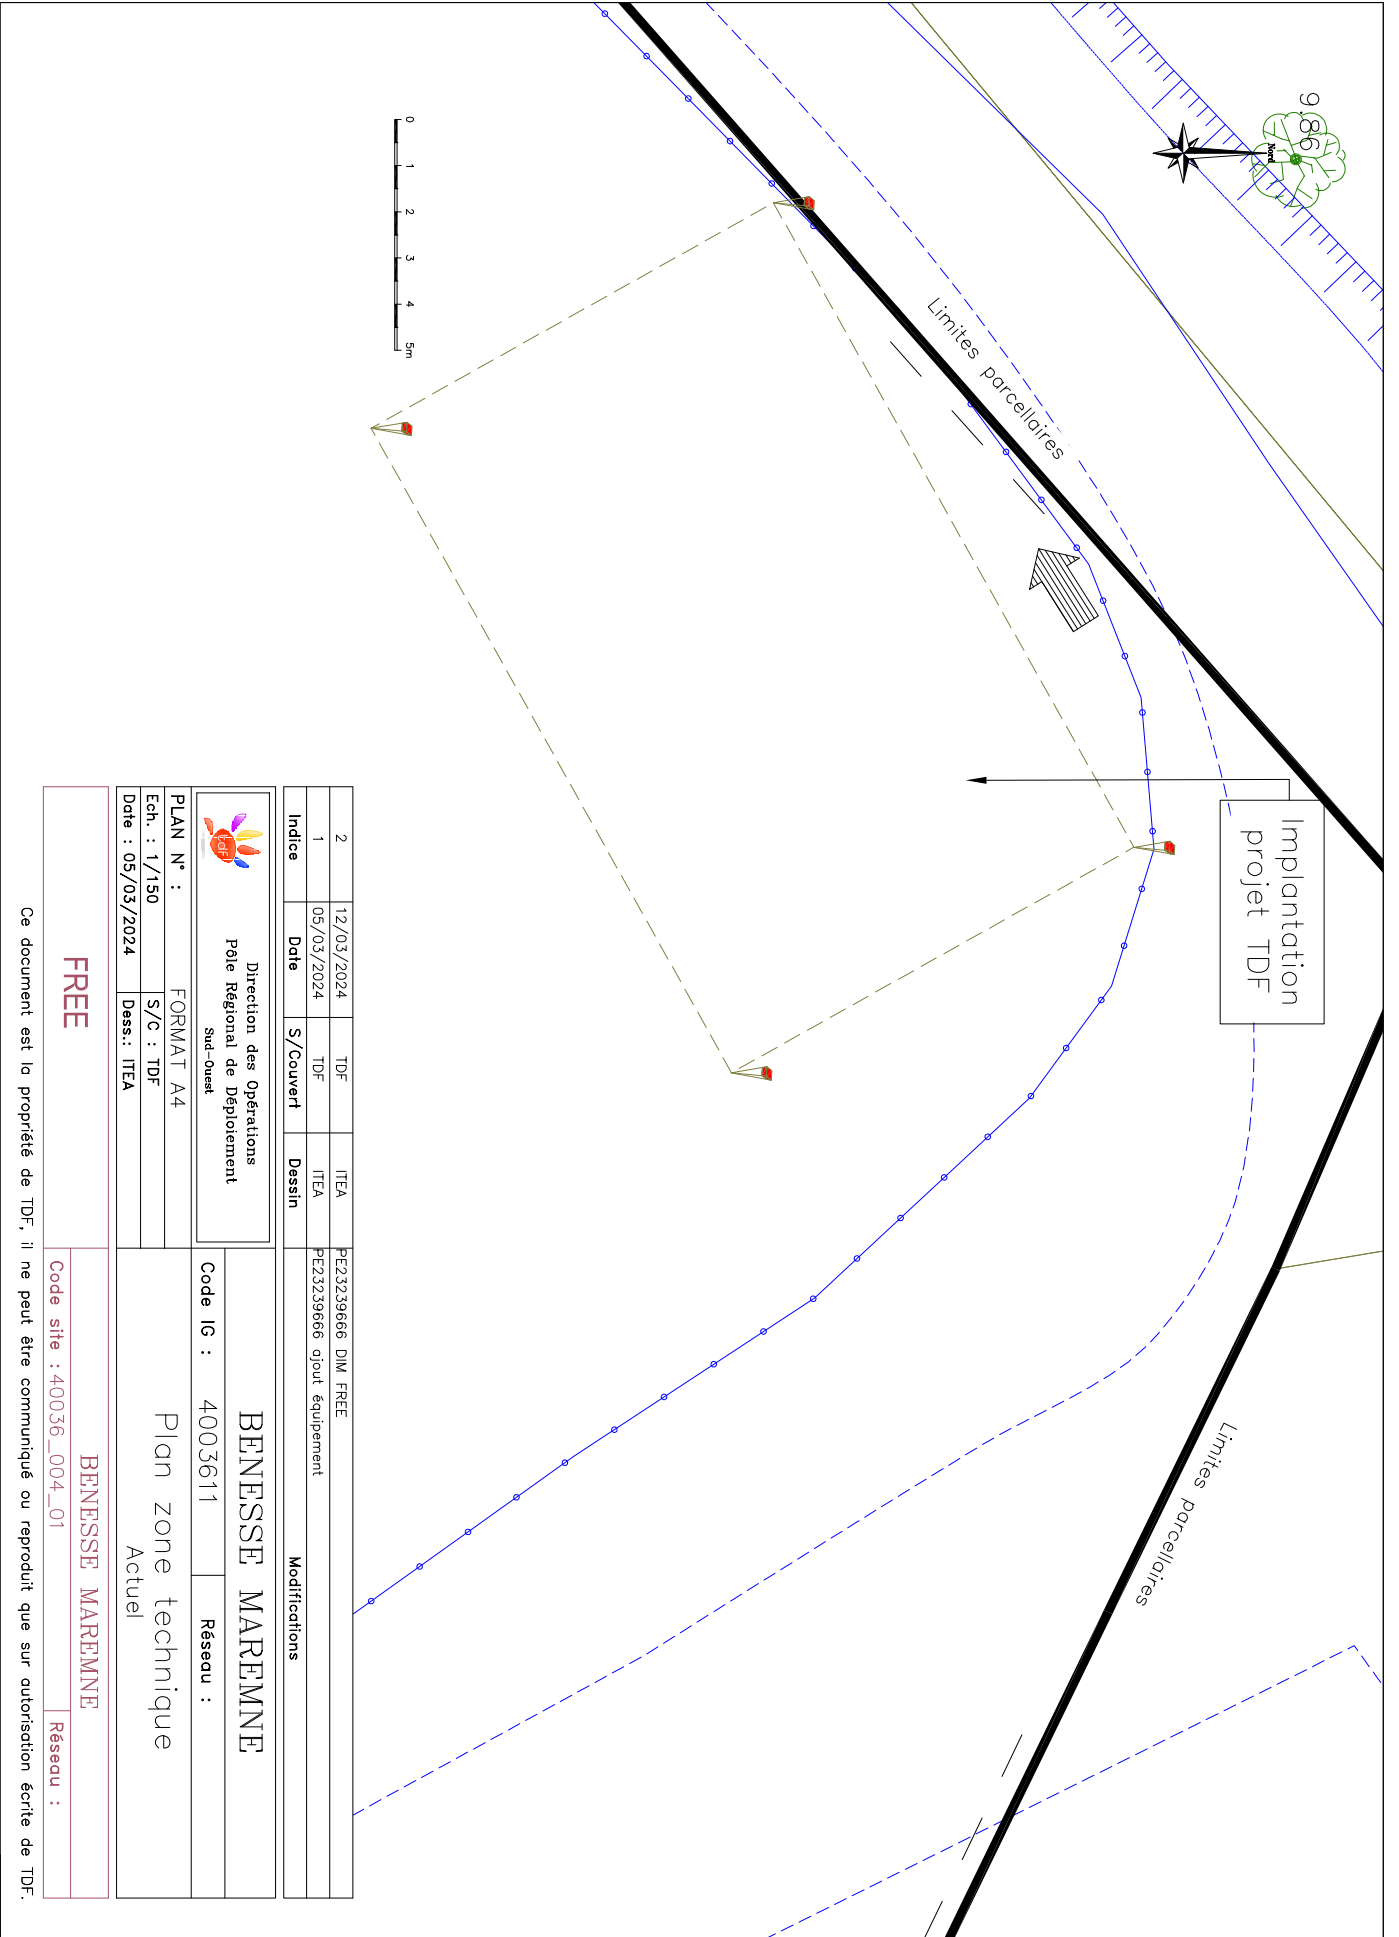 9.86
Nord
Limites parcellaires
Implantation
projet TDF
Limites parcellaires
0 1 2 3 4 5m
2 12/03/2024 TDF ITEA PE23239666 DIM FREE
1 05/03/2024 TDF ITEA PE23239666 ajout équipement
Indice Date S/Couvert Dessin Modifications
tdf
Direction des Opérations
Pôle Régional de Déploiement
Sud-Ouest
BENESSE MAREMNE
Code IG : 4003611 Réseau :
PLAN N° : FORMAT A4
Ech. : 1/150 S/C : TDF
Date : 05/03/2024 Dess.: ITEA
Plan zone technique
Actuel
FREE
BENESSE MAREMNE
Code site : 40036_004_01 Réseau :
Ce document est la propriété de TDF, il ne peut être communiqué ou reproduit que sur autorisation écrite de TDF.